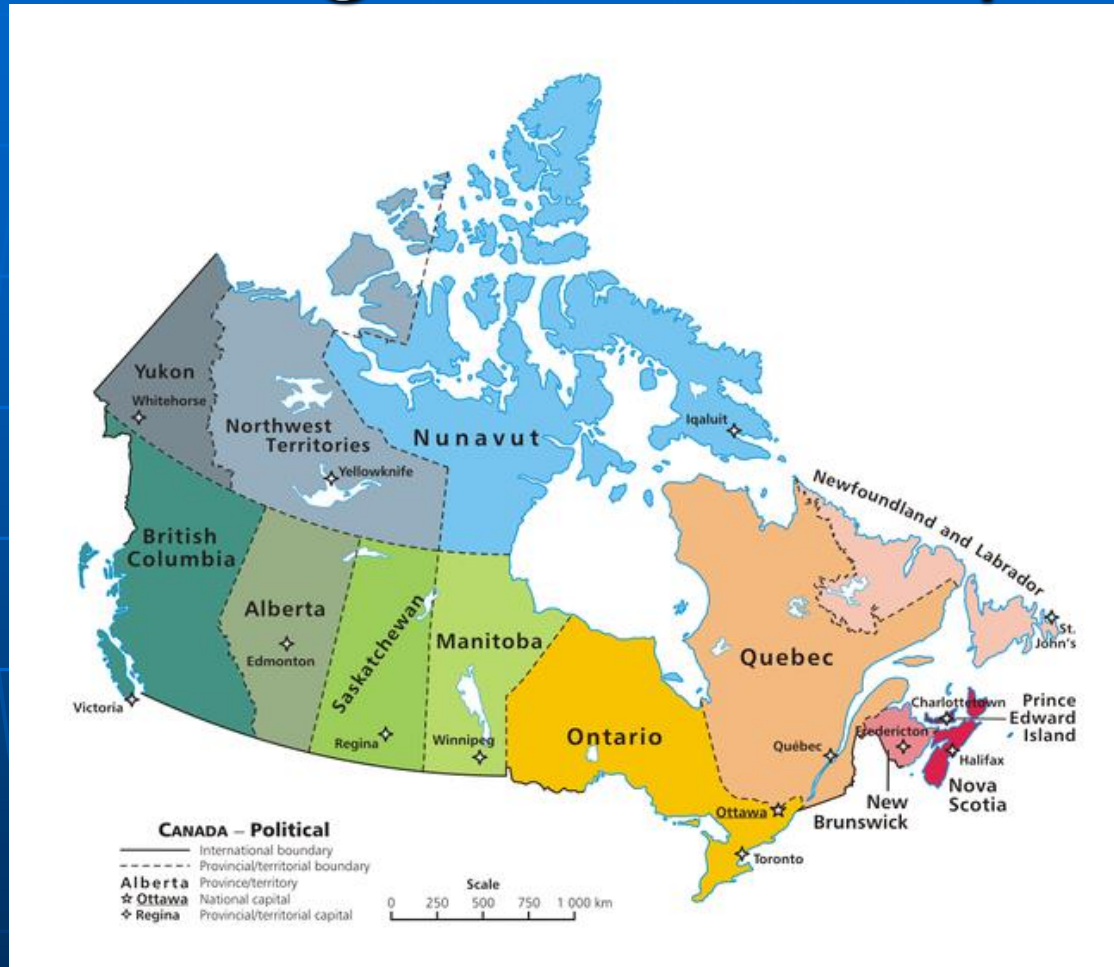 Yukon
Whitehorse
Northwest
Territories
Yellowknife
Nunavut
Iqaluit
British
Columbia
Victoria
Alberta
Edmonton
Saskatchewan
Regina
Manitoba
Winnipeg
Ontario
Ottawa
Toronto
Quebec
Québec
Newfoundland and Labrador
St.
John's
Charlottetown
Prince
Edward
Island
Fredericton
Halifax
Nova
Scotia
New
Brunswick
CANADA – Political
International boundary
Provincial/territorial boundary
Alberta Province/territory
Ottawa National capital
Regina Provincial/territorial capital
Scale
0 250 500 750 1 000 km